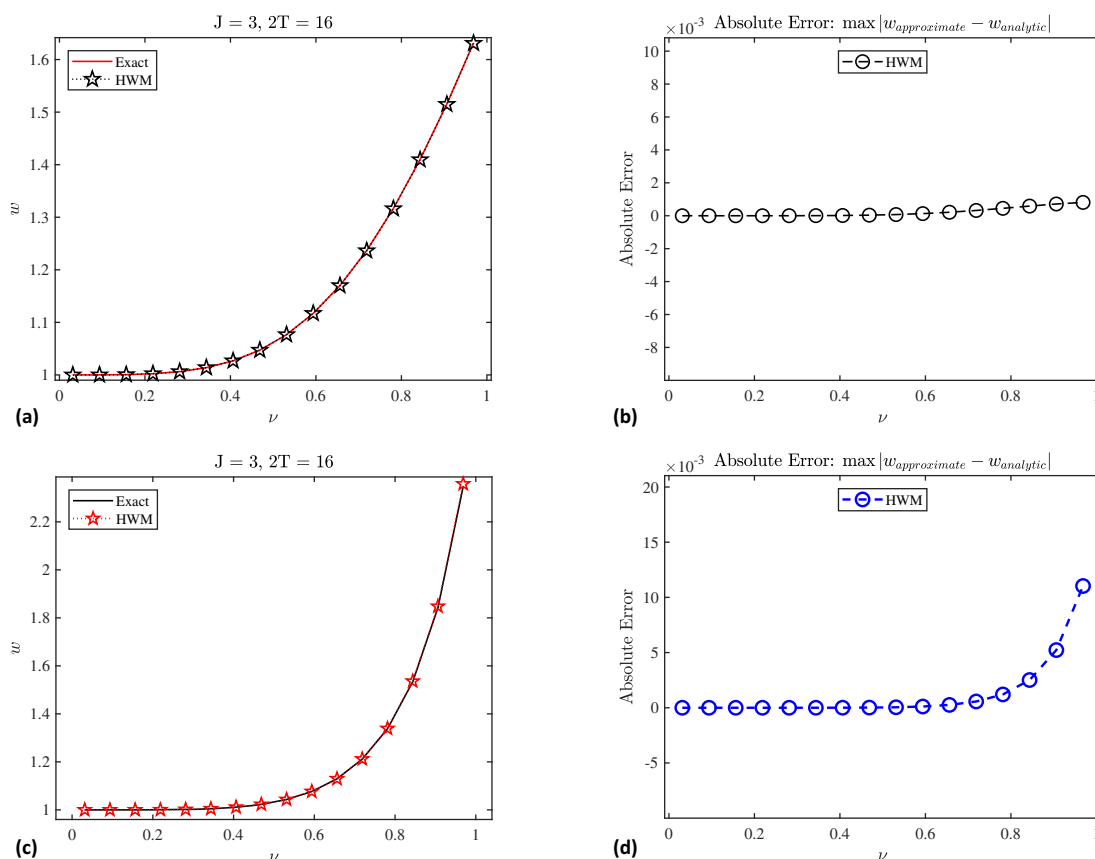 J = 3, 2T = 16
1.6
1.5
1.4
1.3
1.2
1.1
1
w
Exact
HWM
0
0.2
0.4
0.6
0.8
1
ν
(a)
×10⁻³ Absolute Error: max |w_approximate − w_analytic|
10
8
6
4
2
0
-2
-4
-6
-8
Absolute Error
HWM
0
0.2
0.4
0.6
0.8
1
ν
(b)
J = 3, 2T = 16
2.2
2
1.8
1.6
1.4
1.2
1
w
Exact
HWM
0
0.2
0.4
0.6
0.8
1
ν
(c)
×10⁻³ Absolute Error: max |w_approximate − w_analytic|
20
15
10
5
0
-5
Absolute Error
HWM
0
0.2
0.4
0.6
0.8
1
ν
(d)